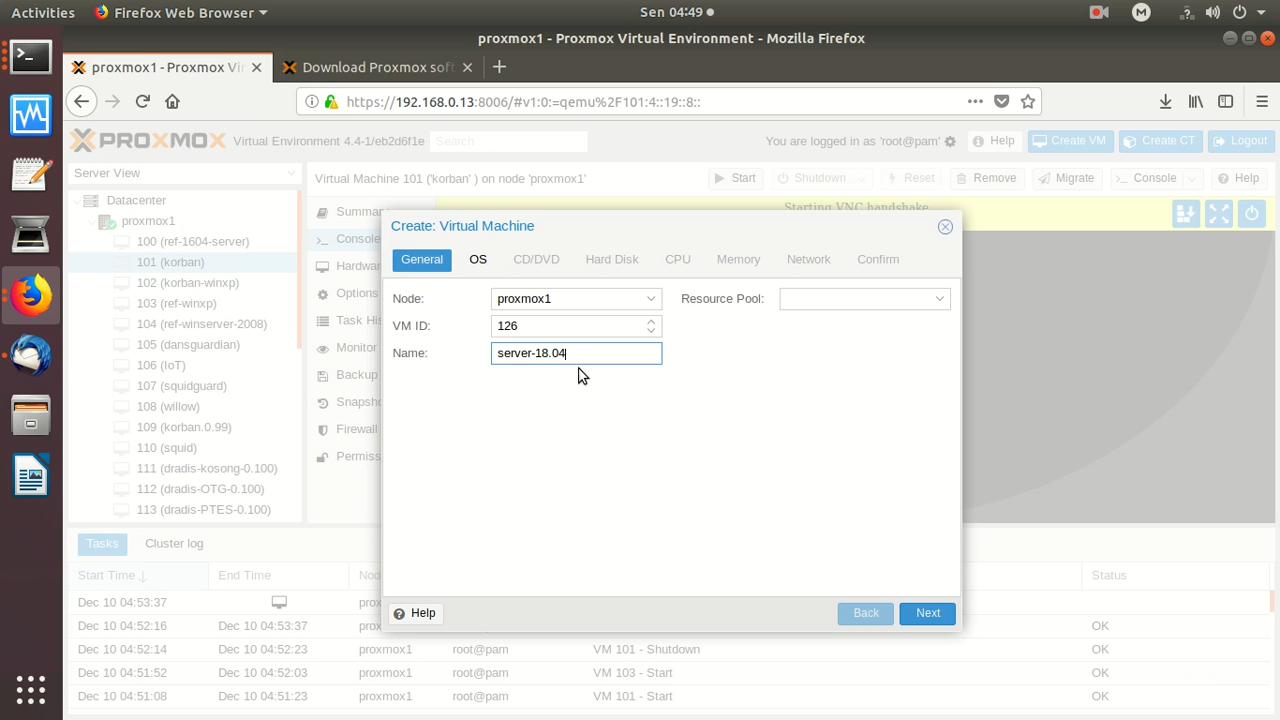 Activities
Firefox Web Browser
Sen 04:49
proxmox1 - Proxmox Virtual Environment - Mozilla Firefox
proxmox1 - Proxmox Vir
Download Proxmox soft
https://192.168.0.13:8006/#v1:0:=qemu%2F101:4::19::8::
PROXMOX
Virtual Environment 4.4-1/eb2d6f1e
Search
You are logged in as 'root@pam'
Help
Create VM
Create CT
Logout
Server View
Virtual Machine 101 ('korban' ) on node 'proxmox1'
Start
Shutdown
Reset
Remove
Migrate
Console
Help
Datacenter
proxmox1
100 (ref-1604-server)
101 (korban)
102 (korban-winxp)
103 (ref-winxp)
104 (ref-winserver-2008)
105 (dansguardian)
106 (IoT)
107 (squidguard)
108 (willow)
109 (korban.0.99)
110 (squid)
111 (dradis-kosong-0.100)
112 (dradis-OTG-0.100)
113 (dradis-PTES-0.100)
Summar
Console
Hardwar
Options
Task His
Monitor
Backup
Snapsho
Firewall
Permiss
Starting VNC handshake
Create: Virtual Machine
General
OS
CD/DVD
Hard Disk
CPU
Memory
Network
Confirm
Node:
proxmox1
Resource Pool:
VM ID:
126
Name:
server-18.04
Help
Back
Next
Tasks
Cluster log
Start Time
End Time
Nod
Status
Dec 10 04:53:37
prox
Dec 10 04:52:16
Dec 10 04:53:37
prox
OK
Dec 10 04:52:14
Dec 10 04:52:23
proxmox1
root@pam
VM 101 - Shutdown
OK
Dec 10 04:51:52
Dec 10 04:52:03
proxmox1
root@pam
VM 103 - Start
OK
Dec 10 04:51:08
Dec 10 04:51:23
proxmox1
root@pam
VM 101 - Start
OK